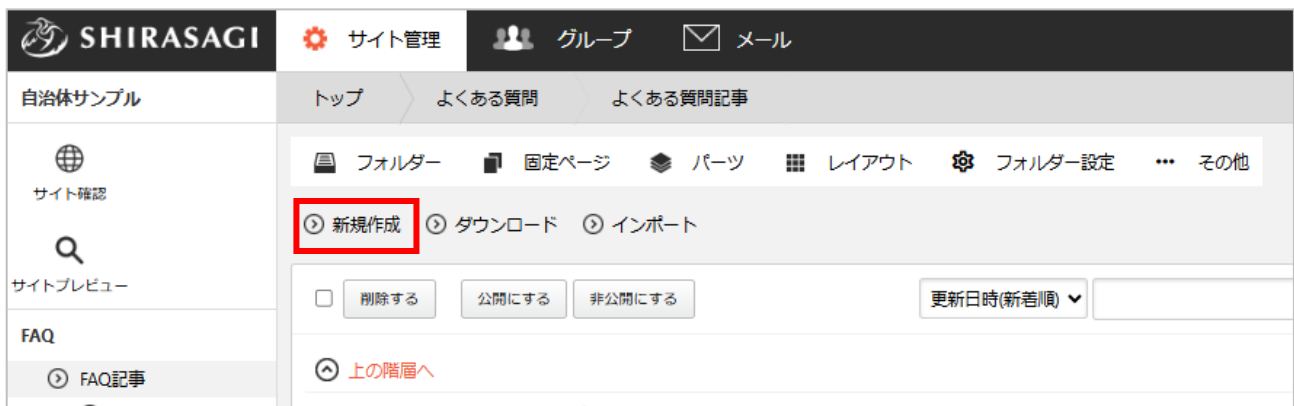 SHIRASAGI サイト管理 グループ メール
自治体サンプル トップ よくある質問 よくある質問記事
フォルダー 固定ページ パーツ レイアウト フォルダー設定 … その他
サイト確認
新規作成 ダウンロード インポート
サイトプレビュー
削除する 公開にする 非公開にする 更新日時(新着順)
FAQ
上の階層へ
FAQ記事